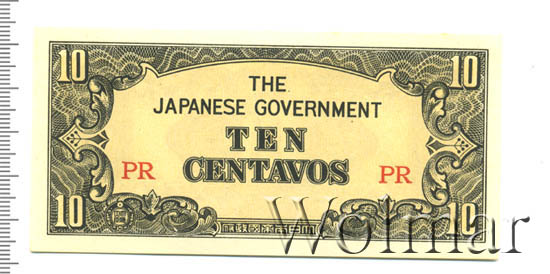 10 10
THE
JAPANESE GOVERNMENT
TEN
CENTAVOS
PR PR
10 10
Wolmar